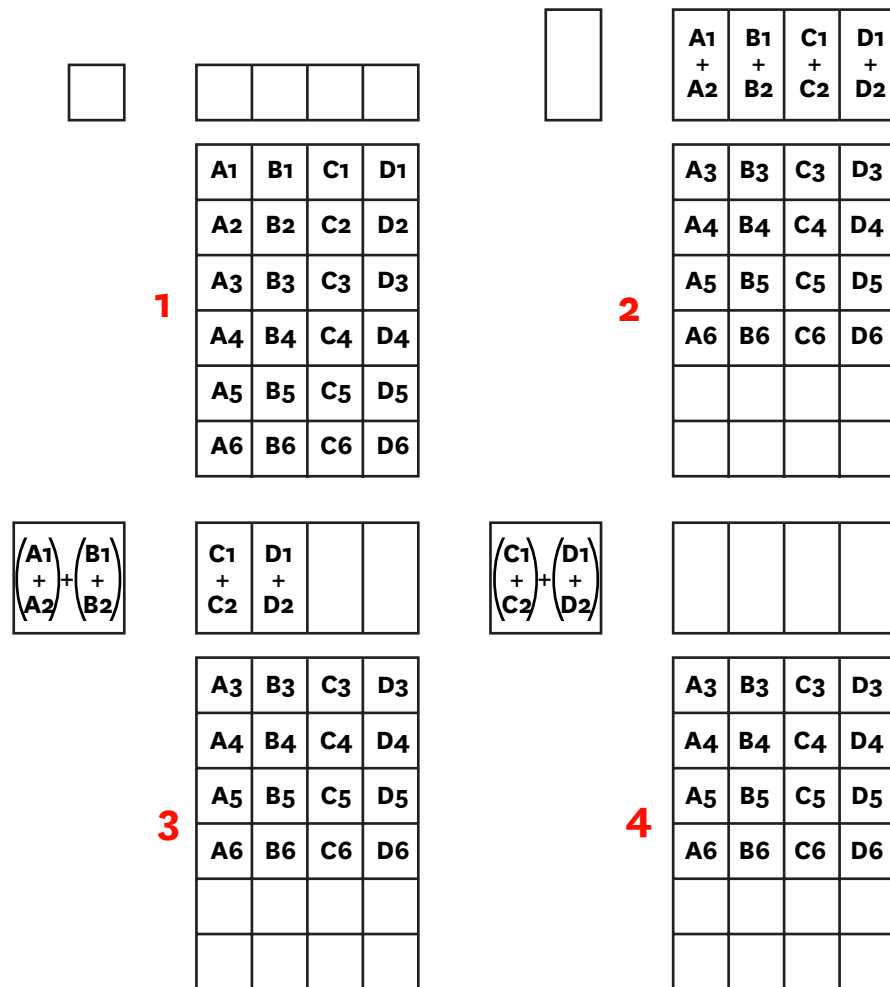 A1 B1 C1 D1
+ + + +
A2 B2 C2 D2
A1 B1 C1 D1
A2 B2 C2 D2
A3 B3 C3 D3
A4 B4 C4 D4
A5 B5 C5 D5
A6 B6 C6 D6
1
A3 B3 C3 D3
A4 B4 C4 D4
A5 B5 C5 D5
A6 B6 C6 D6
2
(A1 + A2) + (B1 + B2)
C1 D1
+ +
C2 D2
A3 B3 C3 D3
A4 B4 C4 D4
A5 B5 C5 D5
A6 B6 C6 D6
3
(C1 + C2) + (D1 + D2)
A3 B3 C3 D3
A4 B4 C4 D4
A5 B5 C5 D5
A6 B6 C6 D6
4